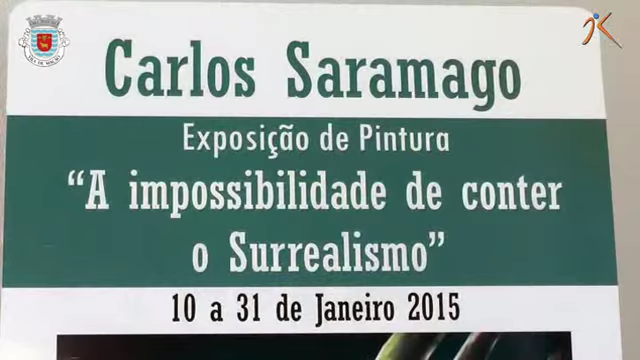 Carlos Saramago
Exposição de Pintura
“A impossibilidade de conter
o Surrealismo”
10 a 31 de Janeiro 2015